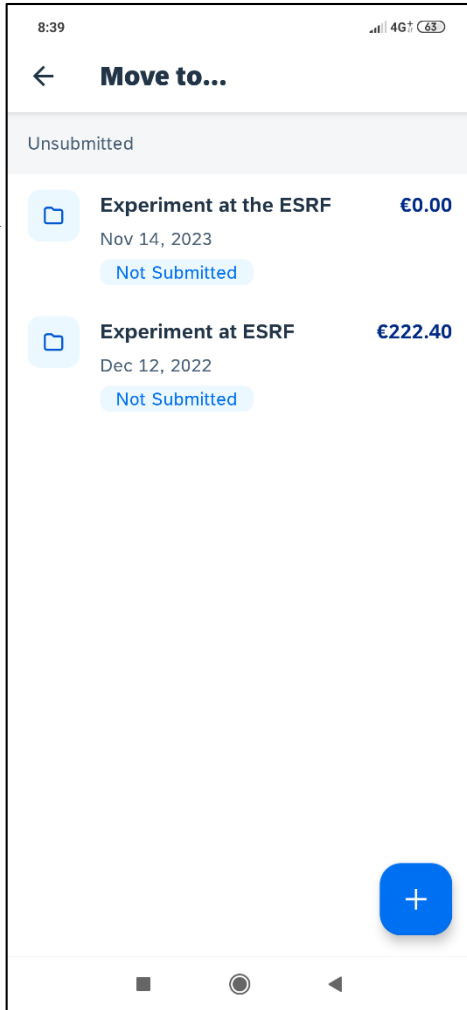 8:39 4G+ 63
Move to...
Unsubmitted
Experiment at the ESRF €0.00
Nov 14, 2023
Not Submitted
Experiment at ESRF €222.40
Dec 12, 2022
Not Submitted